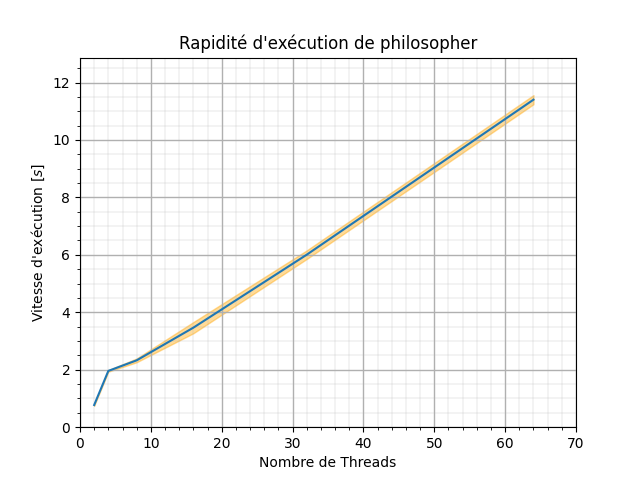 Rapidité d'exécution de philosopher
12
10
8
6
4
2
0
Vitesse d'exécution [s]
0 10 20 30 40 50 60 70
Nombre de Threads